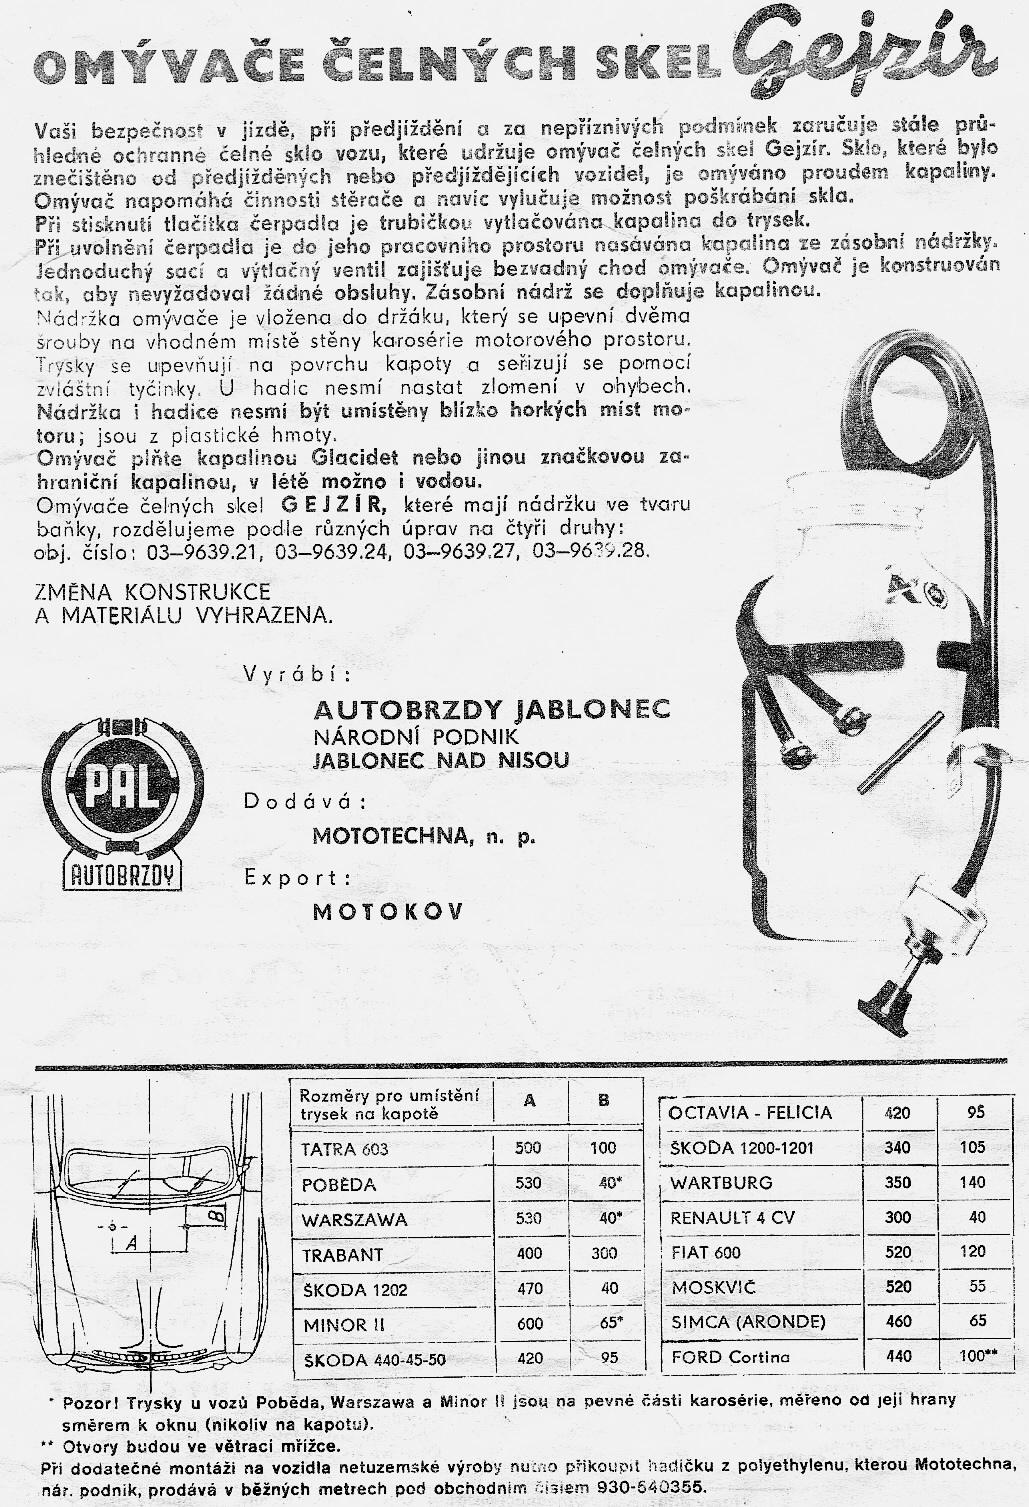 OMÝVAČE ČELNÝCH SKEL Gejzír
Vaši bezpečnost v jízdě, při předjíždění a za nepříznivých podmínek zaručuje stále prů-
hledné ochranné čelné sklo vozu, které udržuje omývač čelných skel Gejzír. Sklo, které bylo
znečištěno od předjížděných nebo předjíždějících vozidel, je omýváno proudem kapaliny.
Omývač napomáhá činnosti stěrače a navíc vylučuje možnost poškrábání skla.
Při stisknutí tlačítka čerpadla je trubičkou vytlačována kapalina do trysek.
Při uvolnění čerpadla je do jeho pracovního prostoru nasávána kapalina ze zásobní nádržky.
Jednoduchý sací a výtlačný ventil zajišťuje bezvadný chod omývače. Omývač je konstruován
tak, aby nevyžadoval žádné obsluhy. Zásobní nádrž se doplňuje kapalinou.
Nádržka omývače je vložena do držáku, který se upevní dvěma
šrouby na vhodném místě stěny karosérie motorového prostoru.
Trysky se upevňují na povrchu kapoty a seřizují se pomocí
zvláštní tyčinky. U hadic nesmí nastat zlomení v ohybech.
Nádržka i hadice nesmí být umístěny blízko horkých míst mo-
toru; jsou z plastické hmoty.
Omývač plňte kapalinou Glacidet nebo jinou značkovou za-
hraniční kapalinou, v létě možno i vodou.
Omývače čelných skel GEJZÍR, které mají nádržku ve tvaru
baňky, rozdělujeme podle různých úprav na čtyři druhy:
obj. číslo: 03–9639.21, 03–9639.24, 03–9639.27, 03–9639.28.
ZMĚNA KONSTRUKCE
A MATERIÁLU VYHRAZENA.
Vyrábí:
AUTOBRZDY JABLONEC
NÁRODNÍ PODNIK
JABLONEC NAD NISOU
PAL
AUTOBRZDY
Dodává:
MOTOTECHNA, n. p.
Export:
MOTOKOV
A
B
Rozměry pro umístění trysek na kapotě A B
TATRA 603 500 100
POBĚDA 530 40*
WARSZAWA 530 40*
TRABANT 400 300
ŠKODA 1202 470 40
MINOR II 600 65*
ŠKODA 440-45-50 420 95
OCTAVIA - FELICIA 420 95
ŠKODA 1200-1201 340 105
WARTBURG 350 140
RENAULT 4 CV 300 40
FIAT 600 520 120
MOSKVIČ 520 55
SIMCA (ARONDE) 460 65
FORD Cortina 440 100**
* Pozor! Trysky u vozů Poběda, Warszawa a Minor II jsou na pevné části karosérie, měřeno od její hrany
směrem k oknu (nikoliv na kapotu).
** Otvory budou ve větrací mřížce.
Při dodatečné montáži na vozidla netuzemské výroby nutno přikoupit hadičku z polyethylenu, kterou Mototechna,
nár. podnik, prodává v běžných metrech pod obchodním číslem 930-540355.